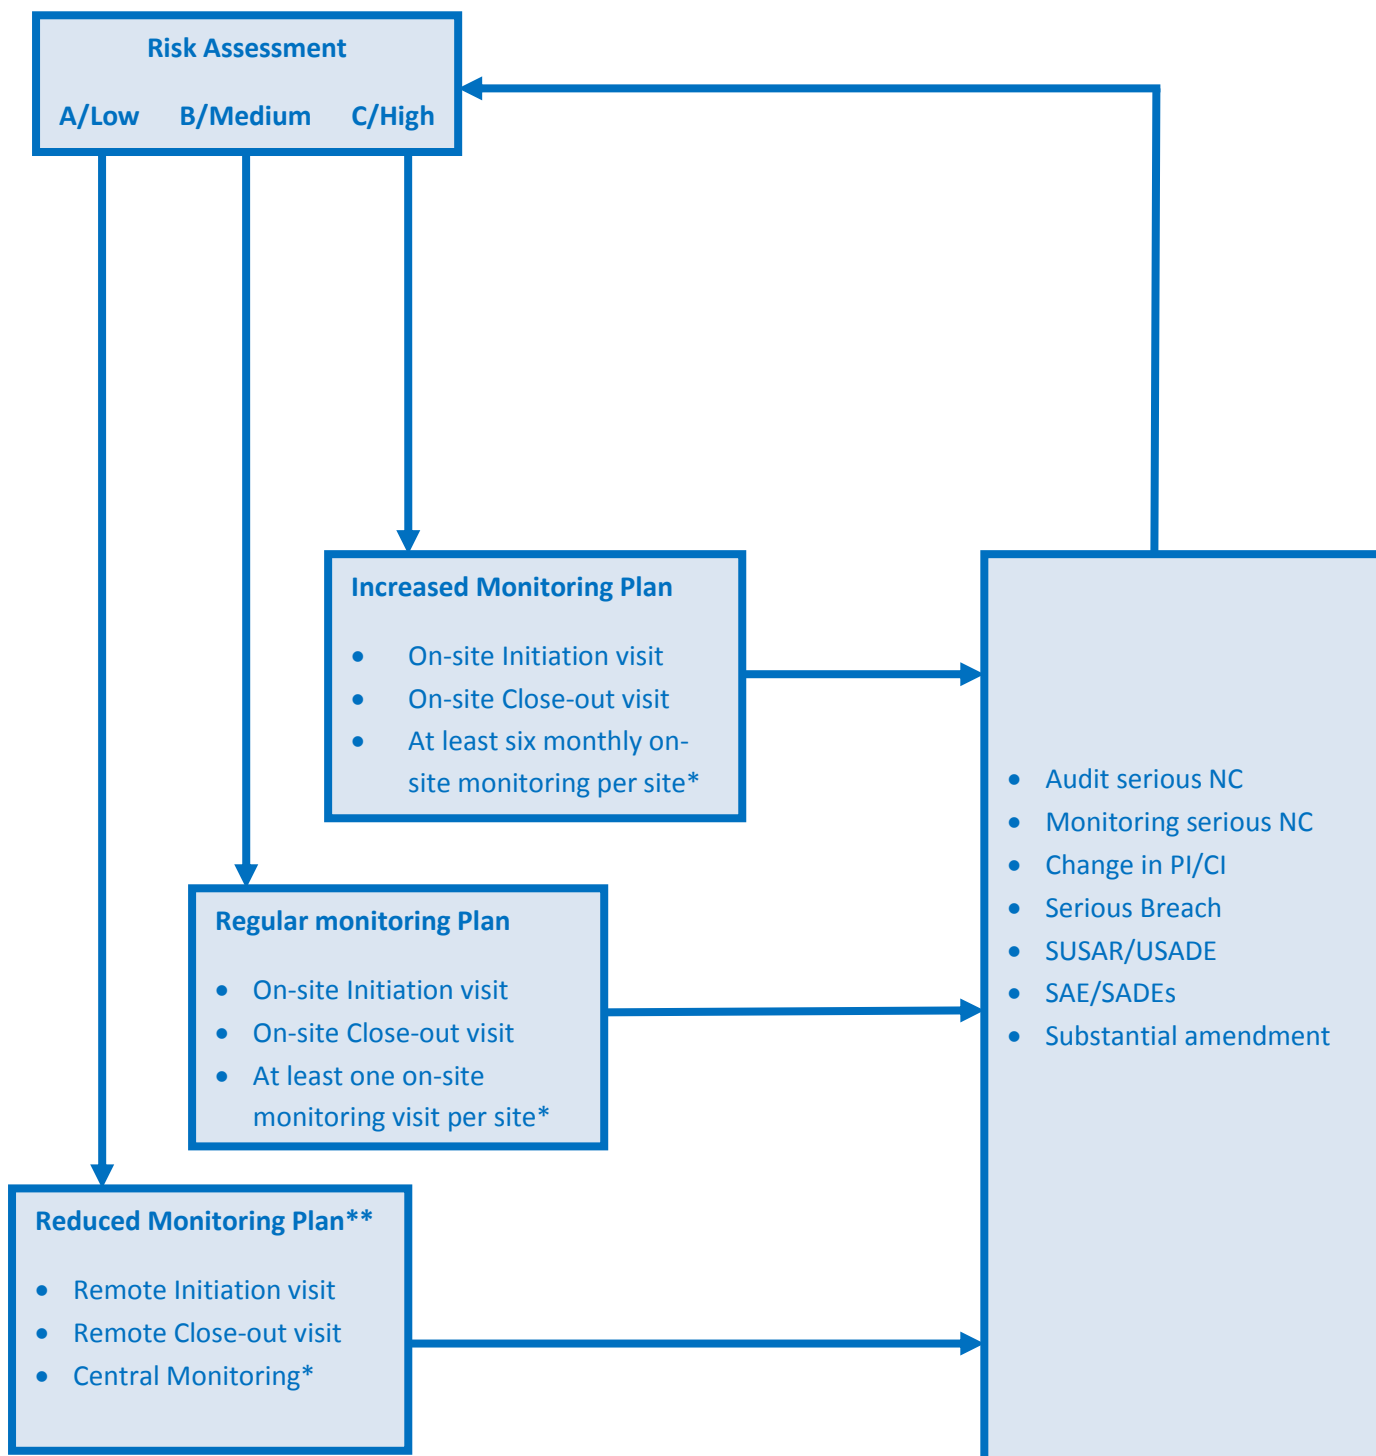 Risk Assessment
A/Low B/Medium C/High
Increased Monitoring Plan
• On-site Initiation visit
• On-site Close-out visit
• At least six monthly on-
site monitoring per site*
Regular monitoring Plan
• On-site Initiation visit
• On-site Close-out visit
• At least one on-site
monitoring visit per site*
Reduced Monitoring Plan**
• Remote Initiation visit
• Remote Close-out visit
• Central Monitoring*
• Audit serious NC
• Monitoring serious NC
• Change in PI/CI
• Serious Breach
• SUSAR/USADE
• SAE/SADEs
• Substantial amendment